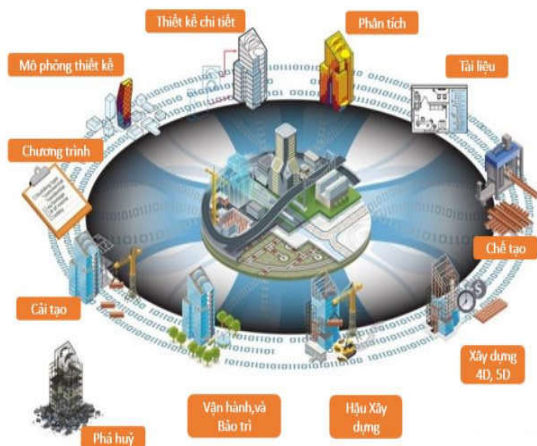 Thiết kế chi tiết
Phân tích
Mô phỏng thiết kế
Tài liệu
Chương trình
Chế tạo
Cải tạo
Xây dựng
4D, 5D
Vận hành,và
Bảo trì
Hậu Xây
dựng
Phá huỷ